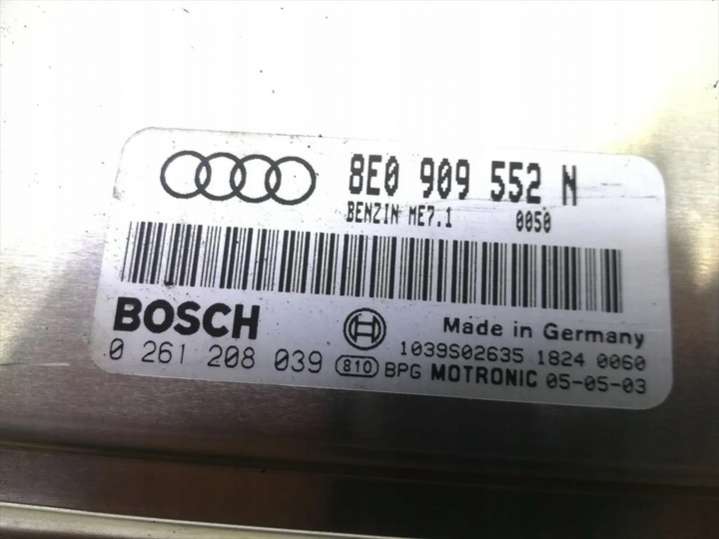 8E0 909 552 N
BENZIN ME7.1 0050
BOSCH
Made in Germany
0 261 208 039
1039S02635 1824 0060
810 BPG MOTRONIC 05-05-03